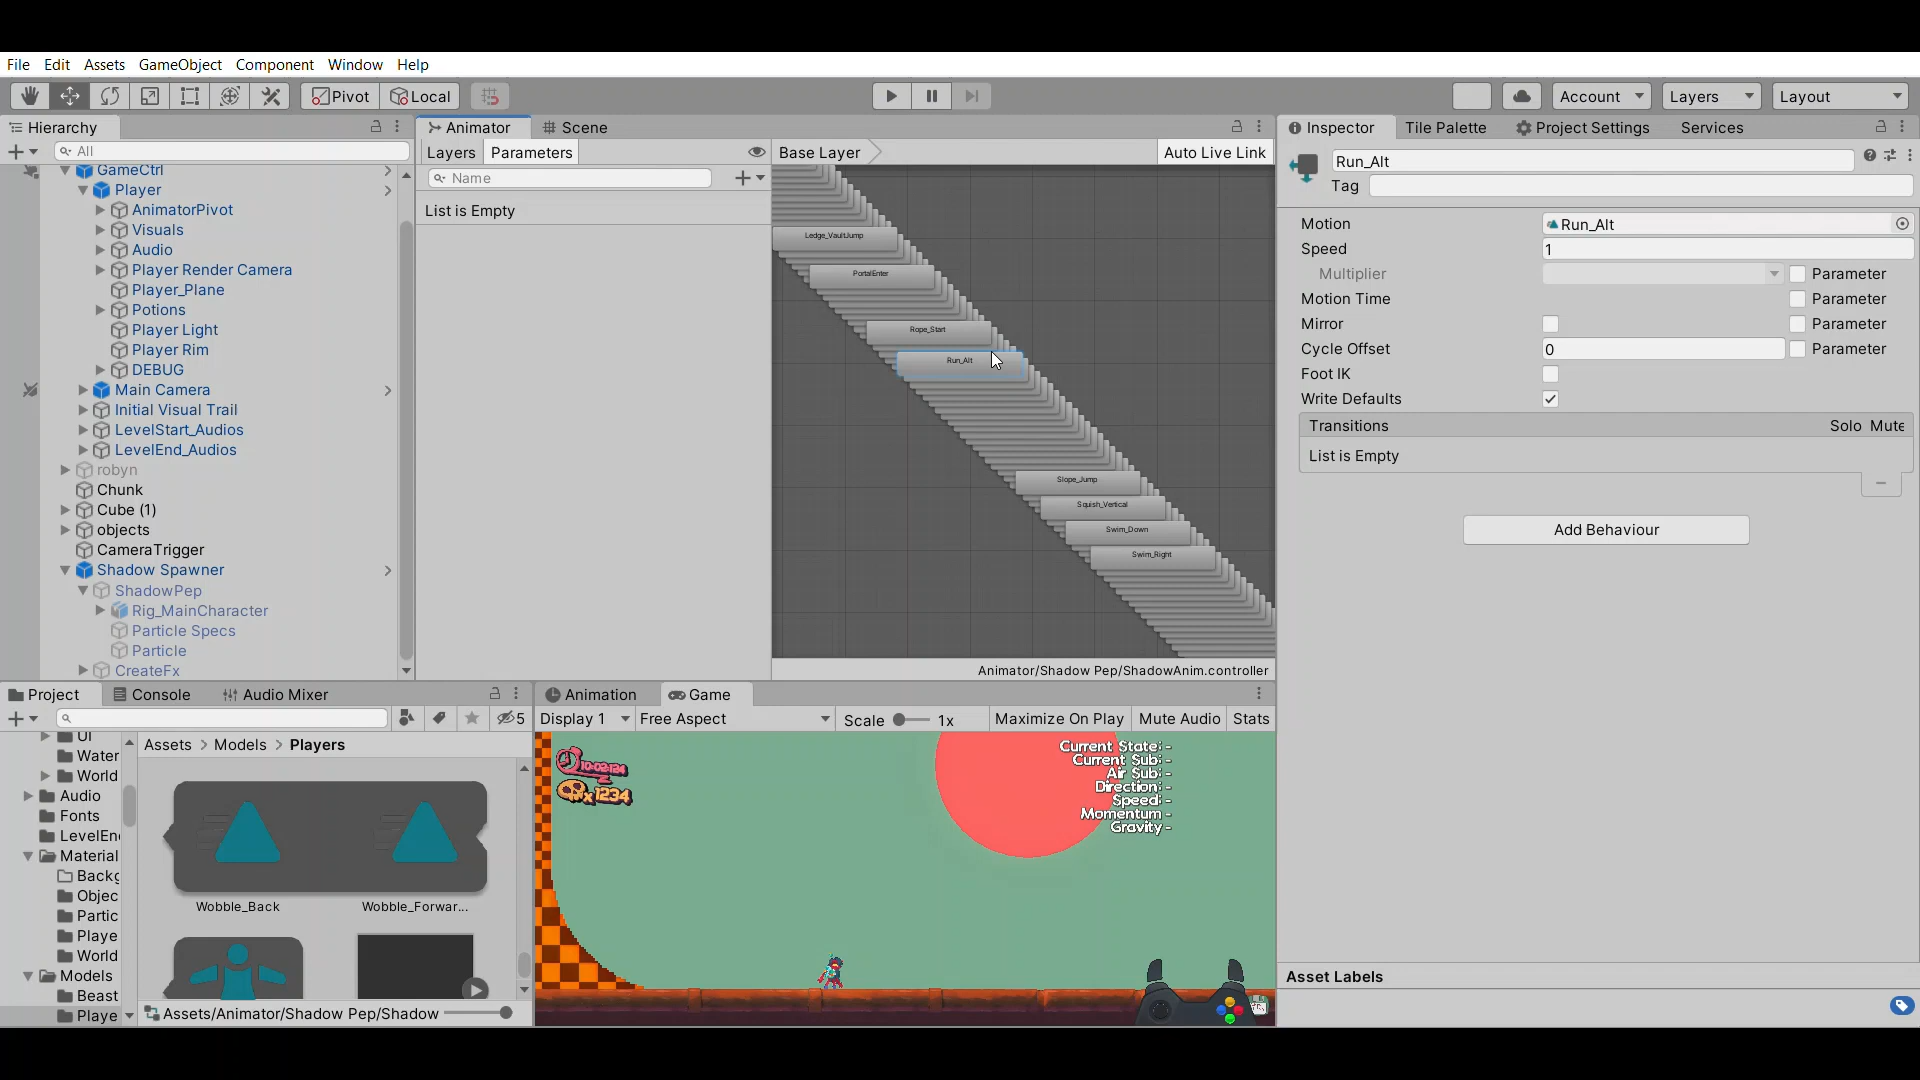 File Edit Assets GameObject Component Window Help
Pivot Local Account Layers Layout
Hierarchy
All
GameCtrl
Player
AnimatorPivot
Visuals
Audio
Player Render Camera
Player_Plane
Potions
Player Light
Player Rim
DEBUG
Main Camera
Initial Visual Trail
LevelStart_Audios
LevelEnd_Audios
robyn
Chunk
Cube (1)
objects
CameraTrigger
Shadow Spawner
ShadowPep
Rig_MainCharacter
Particle Specs
Particle
CreateFx
Animator Scene
Layers Parameters Base Layer Auto Live Link
Name
List is Empty
Ledge_VaultJump
PortalEnter
Rope_Start
Run_Alt
Slope_Jump
Squish_Vertical
Swim_Down
Swim_Right
Animator/Shadow Pep/ShadowAnim.controller
Inspector Tile Palette Project Settings Services
Run_Alt
Tag
Motion Run_Alt
Speed 1
Multiplier Parameter
Motion Time Parameter
Mirror Parameter
Cycle Offset 0 Parameter
Foot IK
Write Defaults
Transitions Solo Mute
List is Empty
Add Behaviour
Asset Labels
Project Console Audio Mixer
5
UI
Water
World
Audio
Fonts
LevelEn
Material
Backg
Objec
Partic
Playe
World
Models
Beast
Playe
Assets > Models > Players
Wobble_Back Wobble_Forwar...
Assets/Animator/Shadow Pep/Shadow
Animation Game
Display 1 Free Aspect Scale 1x Maximize On Play Mute Audio Stats
10:02:124
x 1234
Current State: -
Current Sub: -
Air Sub: -
Direction: -
Speed: -
Momentum -
Gravity -